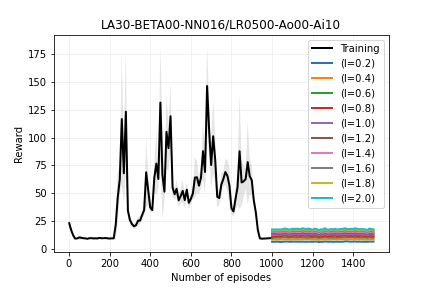 LA30-BETA00-NN016/LR0500-Ao00-Ai10
Reward
175
150
125
100
75
50
25
0
0
200
400
600
800
1000
1200
1400
Number of episodes
Training
(l=0.2)
(l=0.4)
(l=0.6)
(l=0.8)
(l=1.0)
(l=1.2)
(l=1.4)
(l=1.6)
(l=1.8)
(l=2.0)